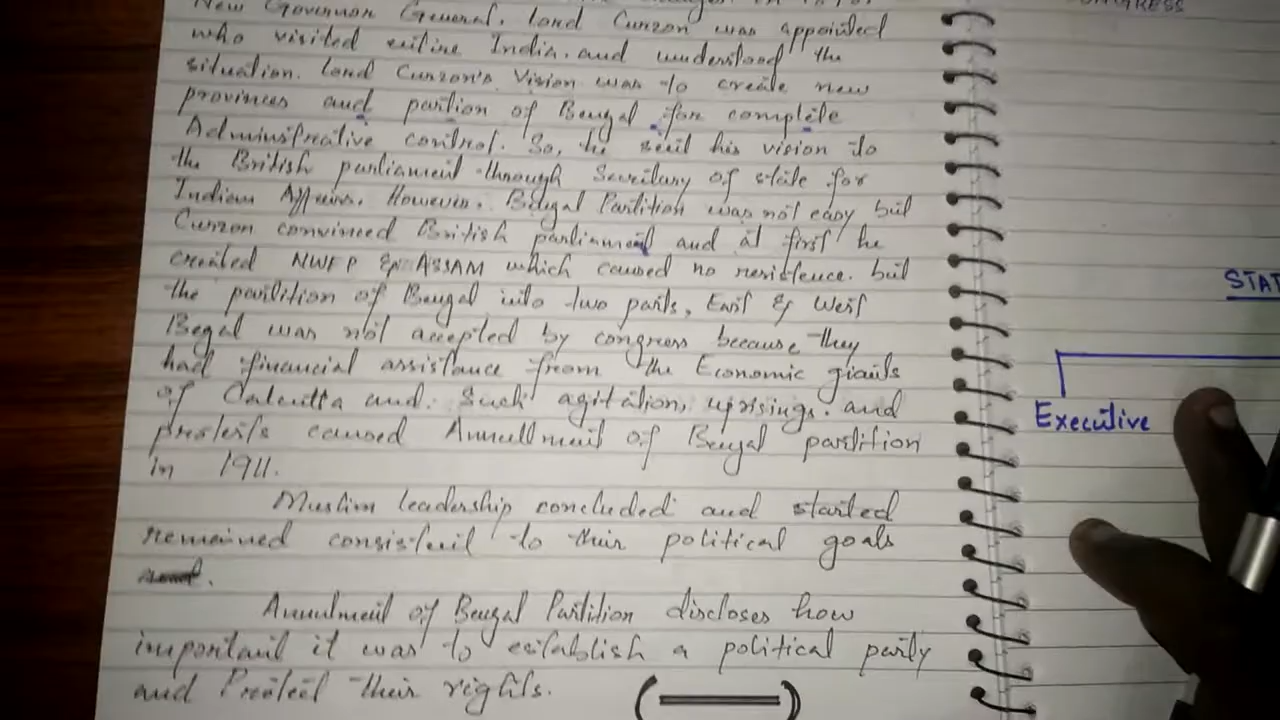 New Governor General. Lord Curzon was appointed
who visited entire India. and understood the
situation. Lord Curzon's Vision was to create new
provinces and partion of Bengal for complete
Adminstrative control. So, he sent his vision to
the British parliament through Secretary of state for
Indian Affairs. However. Bengal Partition was not easy but
Curzon convinced British parliament and at first he
created NWFP & ASSAM which caused no resistence. but
the partition of Bengal into two parts, East & West
Begal was not accepted by congress because they
had financial assistance from the Economic giants
of Calcutta and. Such agitation, uprisings. and
protests caused Annullment of Bengal partition
in 1911.
Muslim leadership concluded and started
remained consistent to their political goals
Annulment of Bengal Partition discloses how
important it was to establish a political party
and Protect their rights.
STAT
Executive